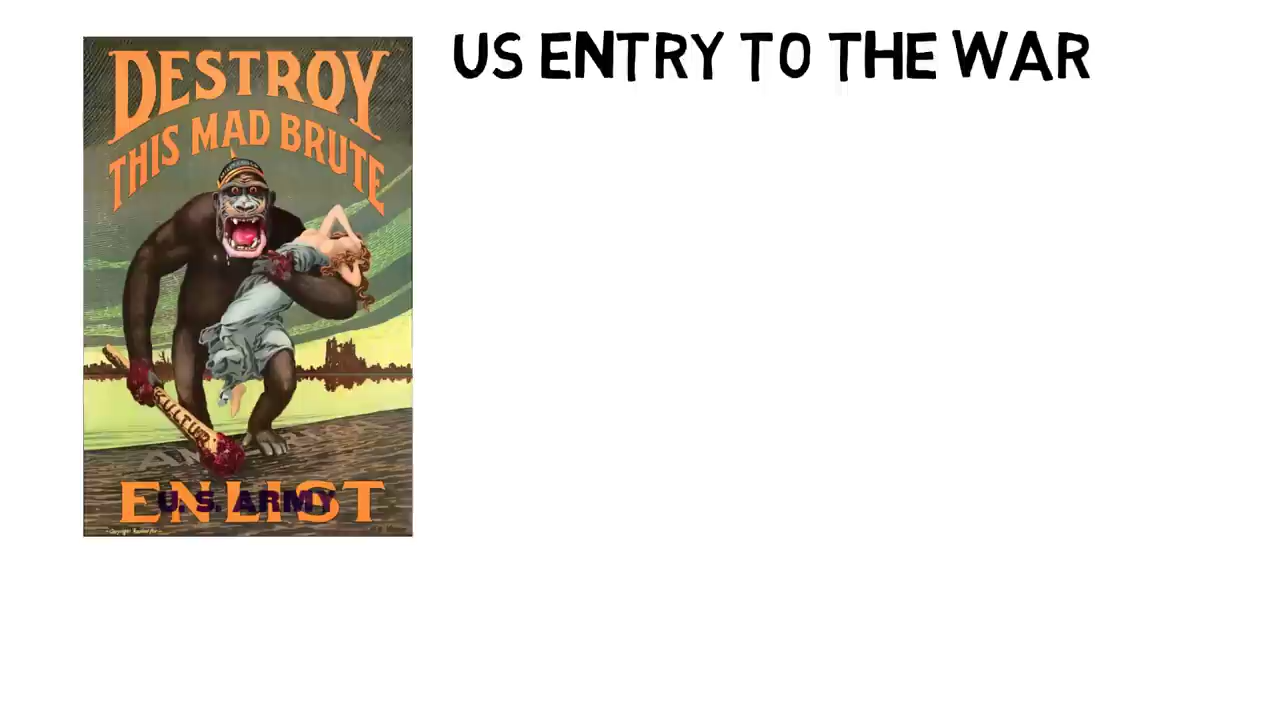 US ENTRY TO THE WAR
DESTROY
THIS MAD BRUTE
KULTUR
ENLIST
U.S. ARMY